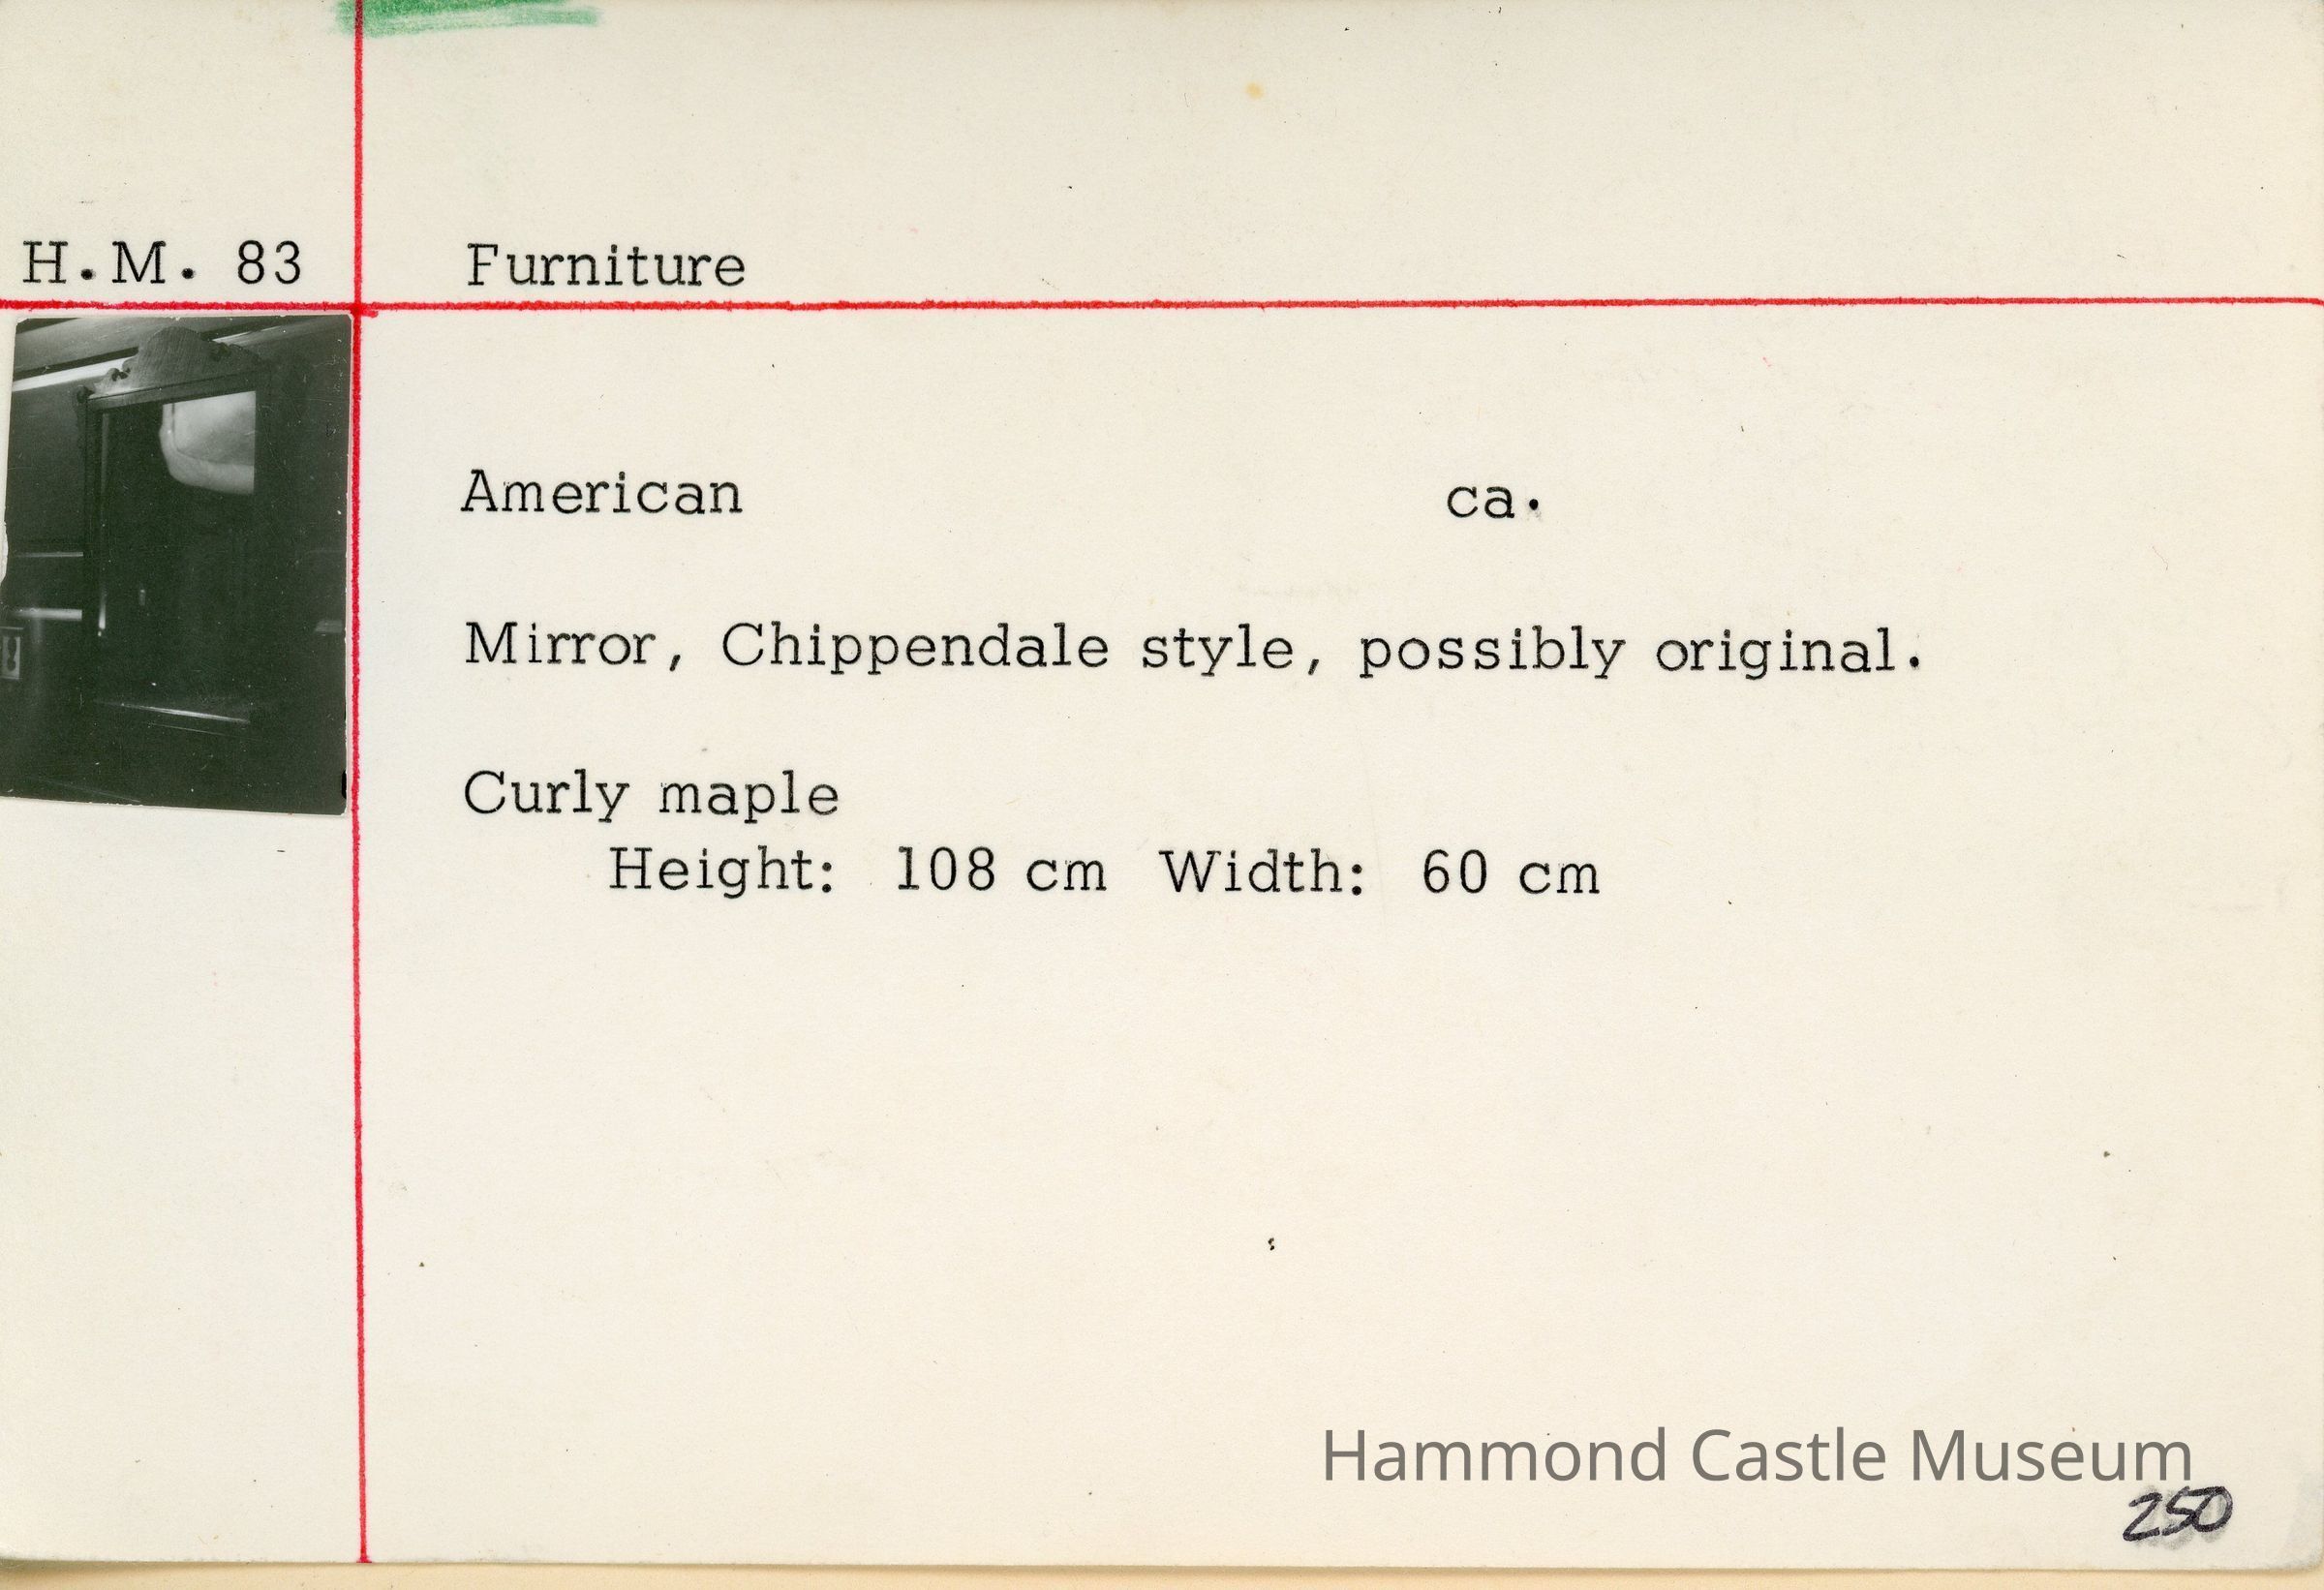 H.M. 83 Furniture
American ca.
Mirror, Chippendale style, possibly original.
Curly maple
Height: 108 cm Width: 60 cm
Hammond Castle Museum
250